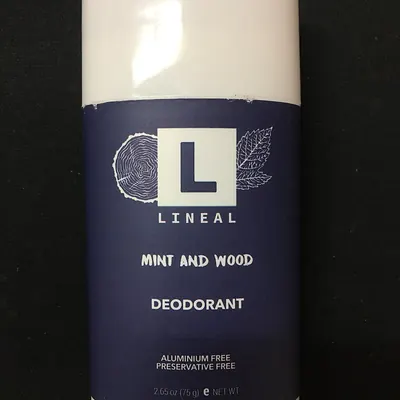 L
LINEAL
MINT AND WOOD
DEODORANT
ALUMINIUM FREE
PRESERVATIVE FREE
2.65 oz (75 g) e NET WT